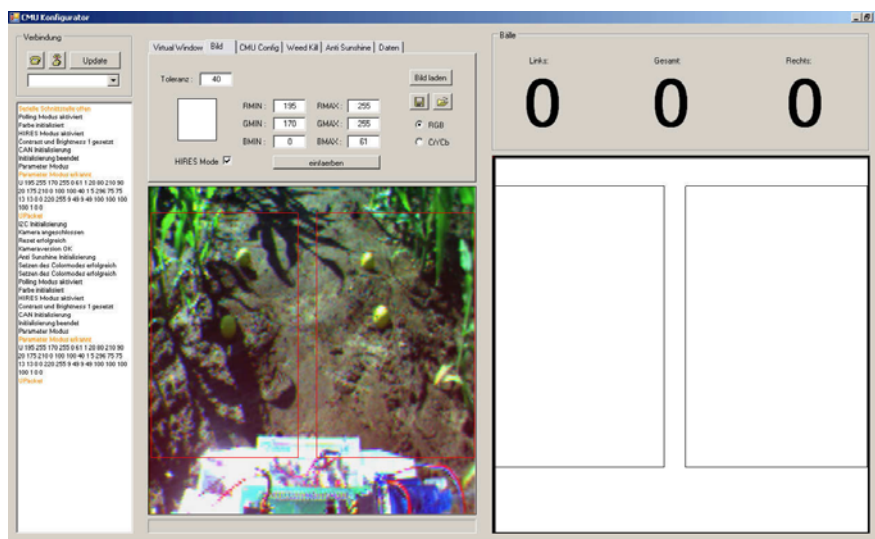 CMU Konfigurator
Verbindung
Update
Serielle Schnittstelle offen
Polling Modus aktiviert
Farbe initialisiert
HIRES Modus aktiviert
Contrast und Brightness 1 gesetzt
CAN Initialisierung
Initialisierung beendet
Parameter Modus
Parameter Modus erkannt
U 195 255 170 255 0 61 1 20 80 210 90
20 175 210 0 100 100 40 1 5 296 75 75
13 13 0 0 220 255 9 49 9 49 100 100 100
100 1 0 0
UPacket
I2C Initialisierung
Kamera angeschlossen
Reset erfolgreich
Kameraversion OK
Anti Sunshine Initialisierung
Setzen des Colormodes erfolgreich
Setzen des Colormodes erfolgreich
Polling Modus aktiviert
Farbe initialisiert
HIRES Modus aktiviert
Contrast und Brightness 1 gesetzt
CAN Initialisierung
Initialisierung beendet
Parameter Modus
Parameter Modus erkannt
U 195 255 170 255 0 61 1 20 80 210 90
20 175 210 0 100 100 40 1 5 296 75 75
13 13 0 0 220 255 9 49 9 49 100 100 100
100 1 0 0
UPacket
Virtual Window Bild CMU Config Weed Kill Anti Sunshine Daten
Toleranz : 40
Bild laden
RMIN : 195 RMAX : 255
GMIN : 170 GMAX : 255
BMIN : 0 BMAX : 61
RGB
CrYCb
HIRES Mode
einfaerben
Bälle
Links: Gesamt: Rechts:
0 0 0